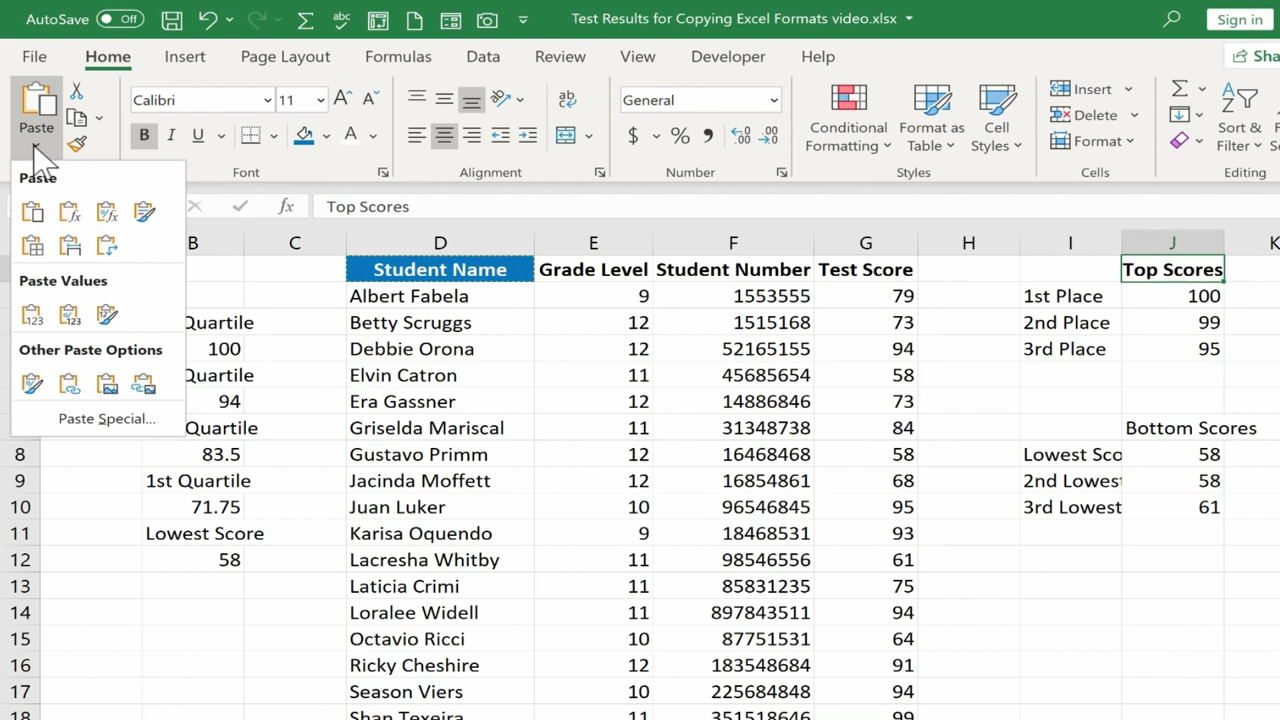 AutoSave Off Test Results for Copying Excel Formats video.xlsx Sign in
File Home Insert Page Layout Formulas Data Review View Developer Help Sha
Paste
Calibri 11
General
Conditional Formatting
Format as Table
Cell Styles
Insert
Delete
Format
Sort & Filter
Font Alignment Number Styles Cells Editing
Paste
Paste Values
Other Paste Options
Paste Special...
fx Top Scores
B C D E F G H I J K
Student Name Grade Level Student Number Test Score Top Scores
Albert Fabela 9 1553555 79 1st Place 100
Quartile Betty Scruggs 12 1515168 73 2nd Place 99
100 Debbie Orona 12 52165155 94 3rd Place 95
Quartile Elvin Catron 11 45685654 58
94 Era Gassner 12 14886846 73
Quartile Griselda Mariscal 11 31348738 84 Bottom Scores
8 83.5 Gustavo Primm 12 16468468 58 Lowest Sco 58
9 1st Quartile Jacinda Moffett 12 16854861 68 2nd Lowest 58
10 71.75 Juan Luker 10 96546845 95 3rd Lowest 61
11 Lowest Score Karisa Oquendo 9 18468531 93
12 58 Lacresha Whitby 11 98546556 61
13 Laticia Crimi 11 85831235 75
14 Loralee Widell 11 897843511 94
15 Octavio Ricci 10 87751531 64
16 Ricky Cheshire 12 183548684 91
17 Season Viers 10 225684848 94
18 Shan Texeira 11 351518646 99